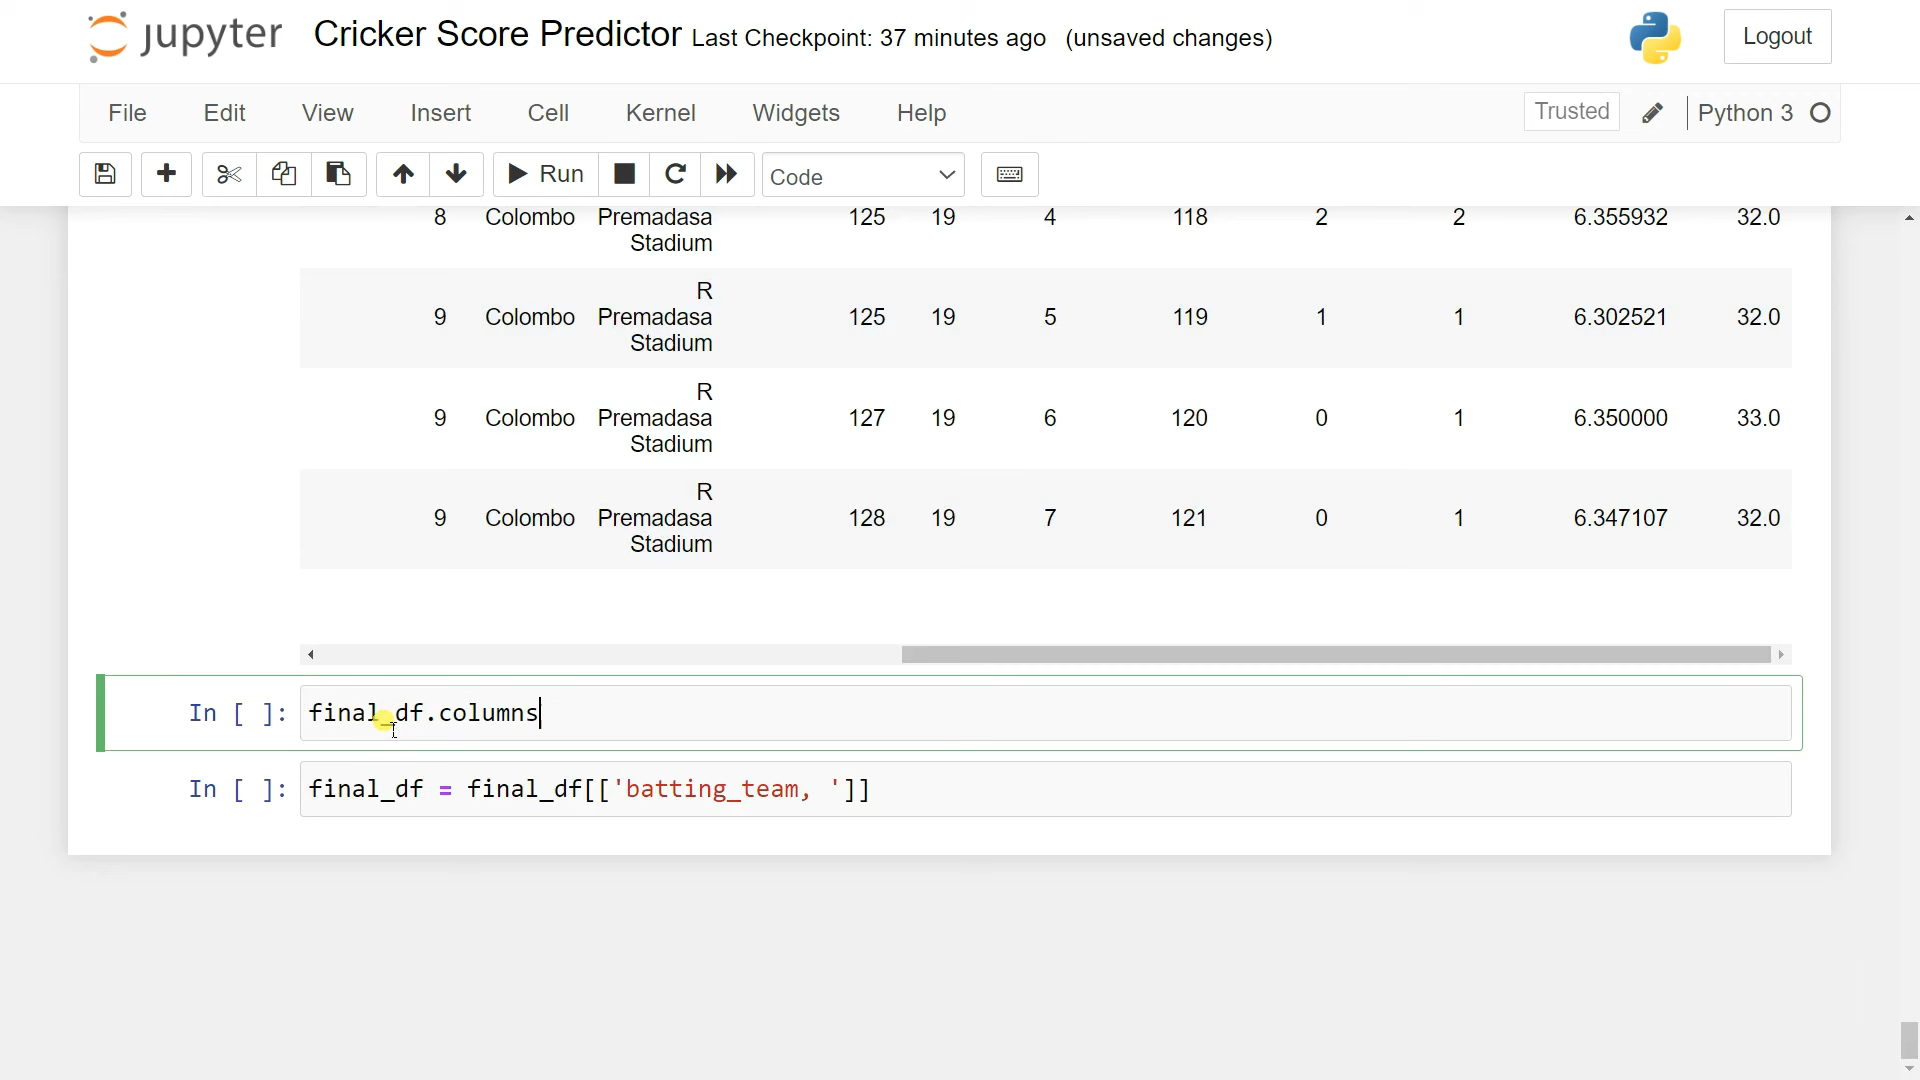 jupyter Cricker Score Predictor Last Checkpoint: 37 minutes ago (unsaved changes) Logout
File Edit View Insert Cell Kernel Widgets Help Trusted Python 3
Run Code
8 Colombo Premadasa 125 19 4 118 2 2 6.355932 32.0
Stadium
R
9 Colombo Premadasa 125 19 5 119 1 1 6.302521 32.0
Stadium
R
9 Colombo Premadasa 127 19 6 120 0 1 6.350000 33.0
Stadium
R
9 Colombo Premadasa 128 19 7 121 0 1 6.347107 32.0
Stadium
In [ ]: final_df.columns
In [ ]: final_df = final_df[['batting_team, ']]